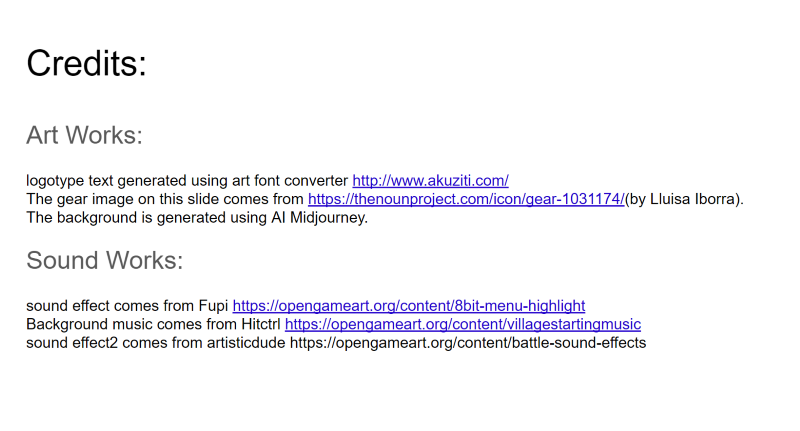 Credits:
Art Works:
logotype text generated using art font converter http://www.akuziti.com/
The gear image on this slide comes from https://thenounproject.com/icon/gear-1031174/(by Lluisa Iborra).
The background is generated using AI Midjourney.
Sound Works:
sound effect comes from Fupi https://opengameart.org/content/8bit-menu-highlight
Background music comes from Hitctrl https://opengameart.org/content/villagestartingmusic
sound effect2 comes from artisticdude https://opengameart.org/content/battle-sound-effects